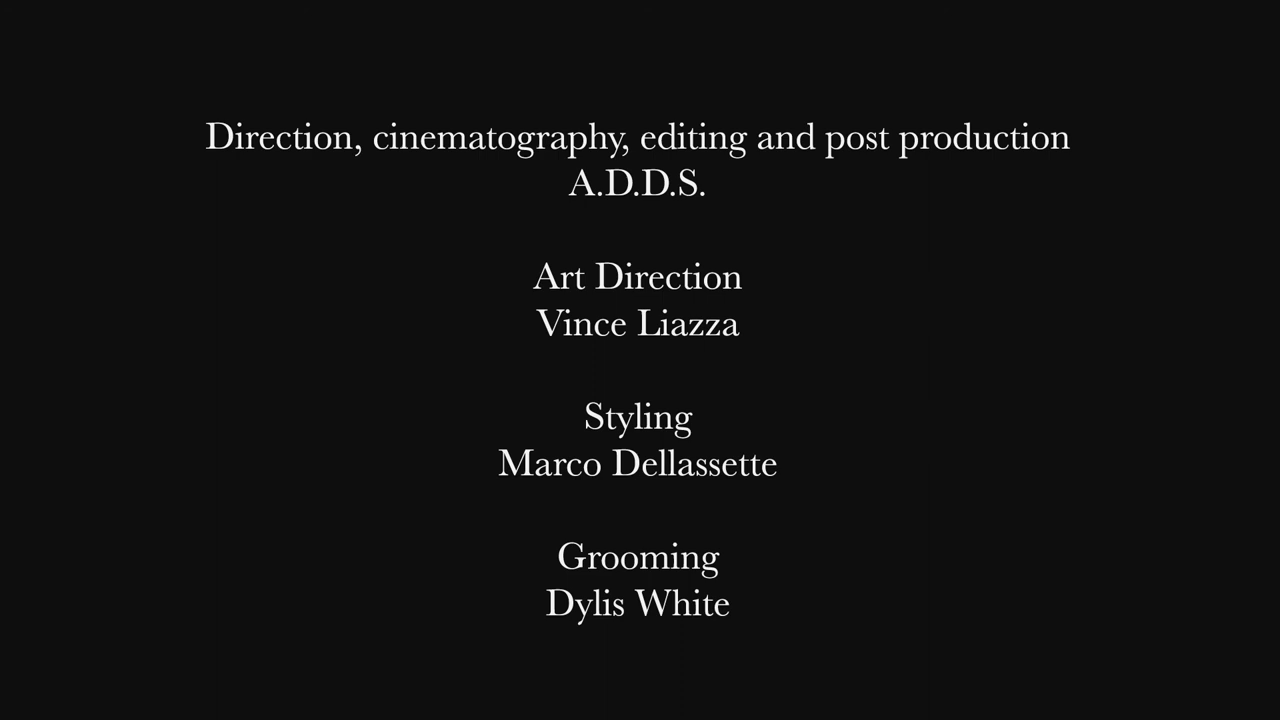 Direction, cinematography, editing and post production
A.D.D.S.
Art Direction
Vince Liazza
Styling
Marco Dellassette
Grooming
Dylis White